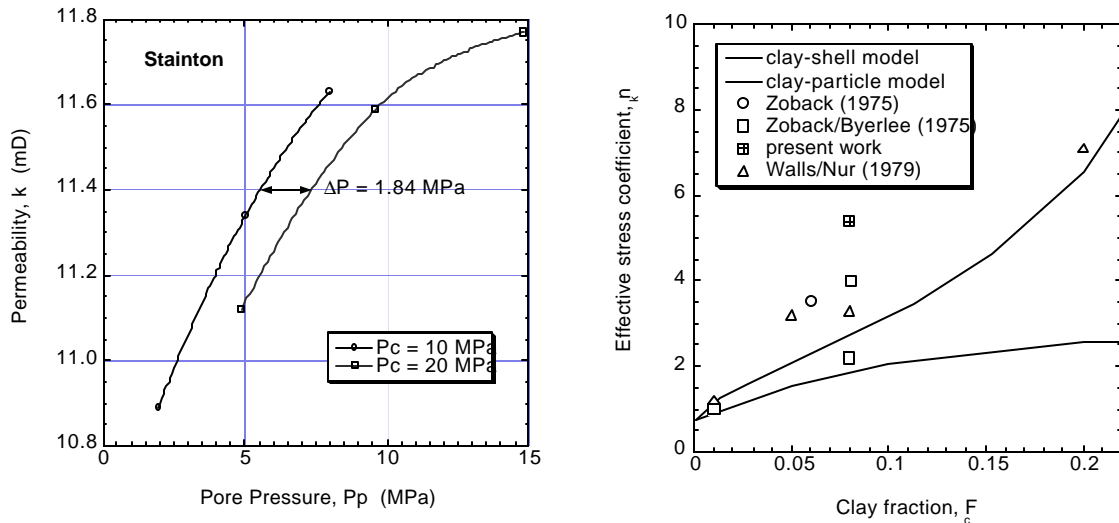 11.8
11.6
11.4
11.2
11.0
10.8
Permeability, k (mD)
Stainton
ΔP = 1.84 MPa
Pc = 10 MPa
Pc = 20 MPa
0
5
10
15
Pore Pressure, Pp (MPa)
10
8
6
4
2
0
Effective stress coefficient, n k
clay-shell model
clay-particle model
Zoback (1975)
Zoback/Byerlee (1975)
present work
Walls/Nur (1979)
0
0.05
0.1
0.15
0.2
Clay fraction, F c